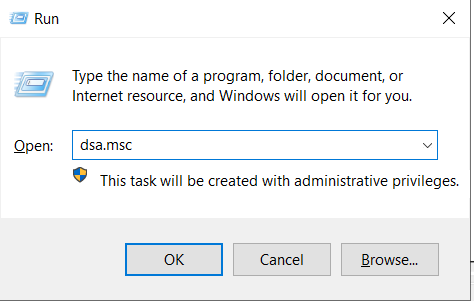 Run
Type the name of a program, folder, document, or
Internet resource, and Windows will open it for you.
Open: dsa.msc
This task will be created with administrative privileges.
OK Cancel Browse...